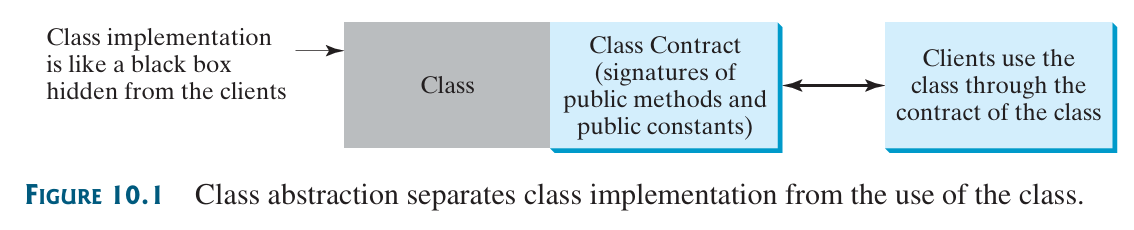 Class implementation
is like a black box
hidden from the clients
Class
Class Contract
(signatures of
public methods and
public constants)
Clients use the
class through the
contract of the class
FIGURE 10.1 Class abstraction separates class implementation from the use of the class.